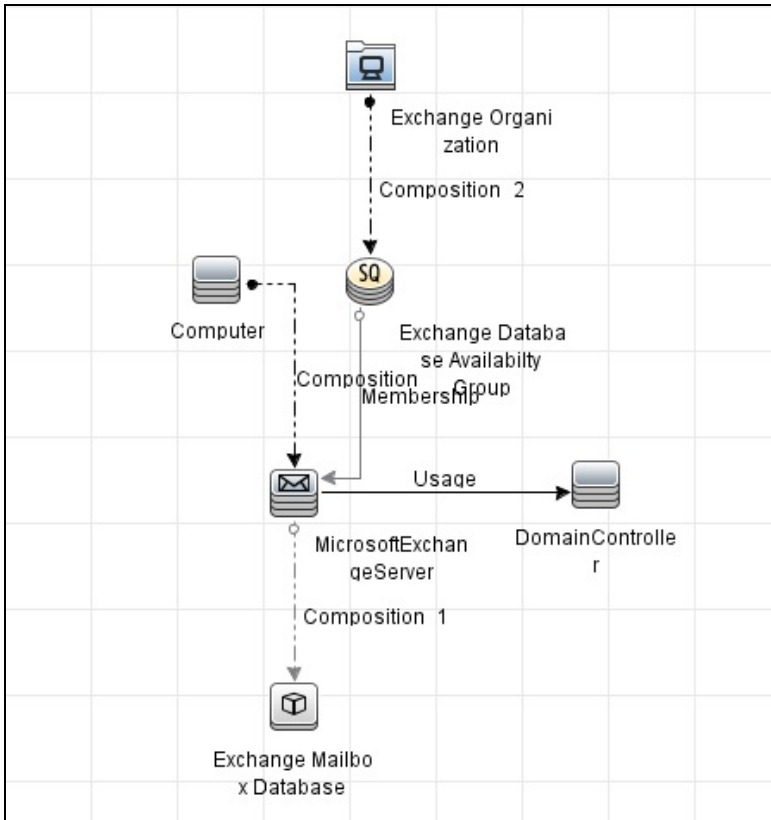 Exchange Organi
zation
Composition 2
SQ
Computer
Exchange Databa
se Availabilty
Group
Composition
Membership
Usage
MicrosoftExchan
geServer
DomainControlle
r
Composition 1
Exchange Mailbo
x Database